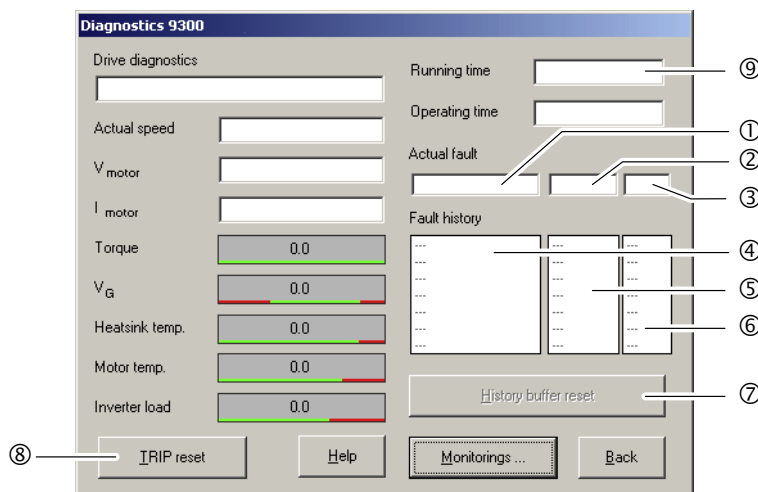 Diagnostics 9300
Drive diagnostics
Actual speed
V motor
I motor
Torque 0.0
VG 0.0
Heatsink temp. 0.0
Motor temp. 0.0
Inverter load 0.0
Running time ⑨
Operating time
Actual fault
①
②
③
Fault history
--- --- ---
--- --- ---
--- --- ---
--- --- ---
--- --- ---
--- --- ---
--- --- ---
④
⑤
⑥
History buffer reset ⑦
⑧ TRIP reset Help Monitorings ... Back